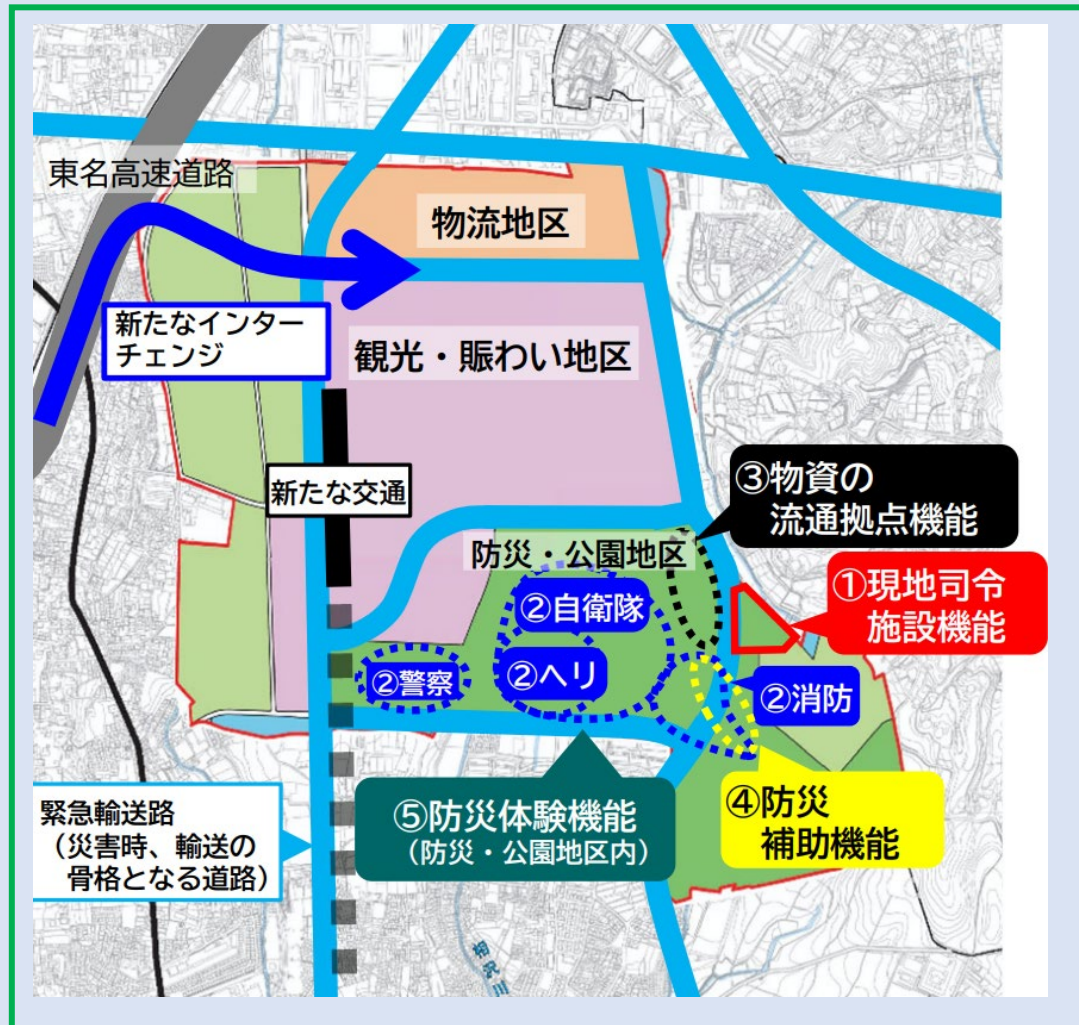 東名高速道路
物流地区
新たなインター
チェンジ
観光・賑わい地区
新たな交通
③物資の
流通拠点機能
防災・公園地区
①現地司令
施設機能
②自衛隊
②警察
②ヘリ
②消防
⑤防災体験機能
（防災・公園地区内）
④防災
補助機能
緊急輸送路
（災害時、輸送の
骨格となる道路）
相沢川